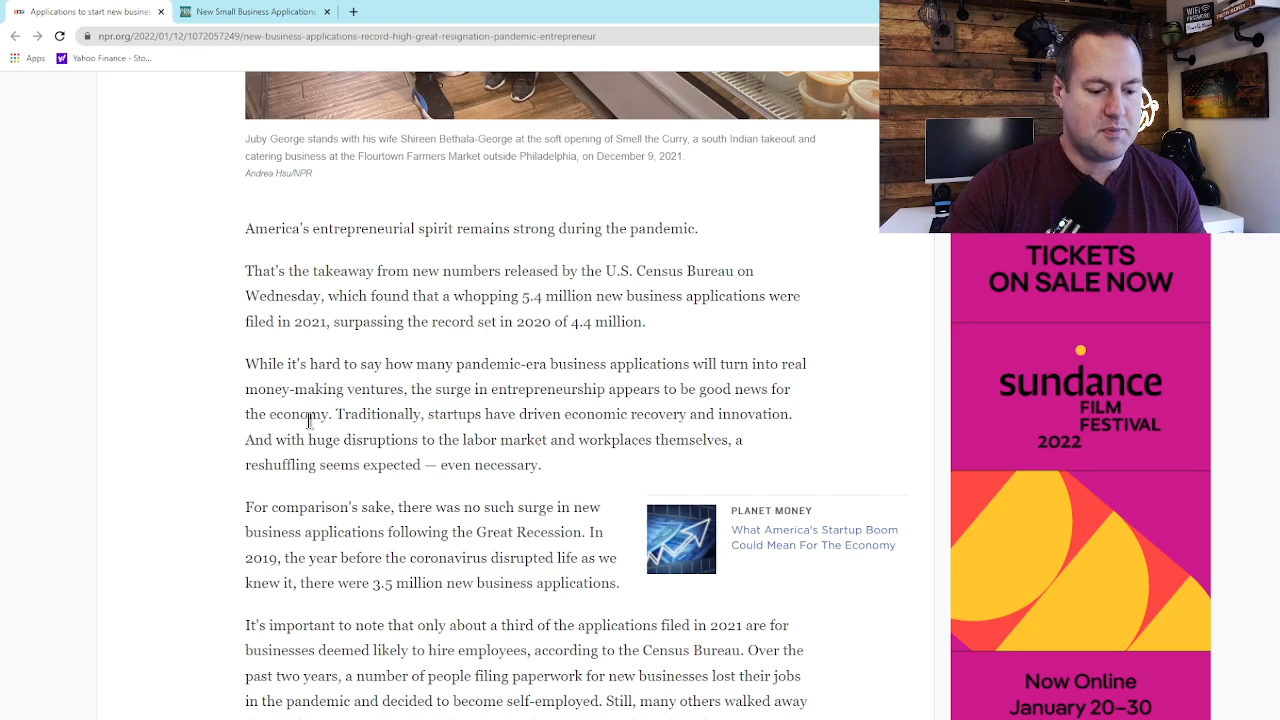 Applications to start new busine
New Small Business Applications
npr.org/2022/01/12/1072057249/new-business-applications-record-high-great-resignation-pandemic-entrepreneur
Apps
Yahoo Finance - Sto...
WIFI
PASSWORD
Juby George stands with his wife Shireen Bethala-George at the soft opening of Smell the Curry, a south Indian takeout and
catering business at the Flourtown Farmers Market outside Philadelphia, on December 9, 2021.
Andrea Hsu/NPR
America's entrepreneurial spirit remains strong during the pandemic.
That's the takeaway from new numbers released by the U.S. Census Bureau on
Wednesday, which found that a whopping 5.4 million new business applications were
filed in 2021, surpassing the record set in 2020 of 4.4 million.
While it's hard to say how many pandemic-era business applications will turn into real
money-making ventures, the surge in entrepreneurship appears to be good news for
the economy. Traditionally, startups have driven economic recovery and innovation.
And with huge disruptions to the labor market and workplaces themselves, a
reshuffling seems expected — even necessary.
For comparison's sake, there was no such surge in new
business applications following the Great Recession. In
2019, the year before the coronavirus disrupted life as we
knew it, there were 3.5 million new business applications.
PLANET MONEY
What America's Startup Boom
Could Mean For The Economy
It's important to note that only about a third of the applications filed in 2021 are for
businesses deemed likely to hire employees, according to the Census Bureau. Over the
past two years, a number of people filing paperwork for new businesses lost their jobs
in the pandemic and decided to become self-employed. Still, many others walked away
TICKETS
ON SALE NOW
sundance
FILM
FESTIVAL
2022
Now Online
January 20–30